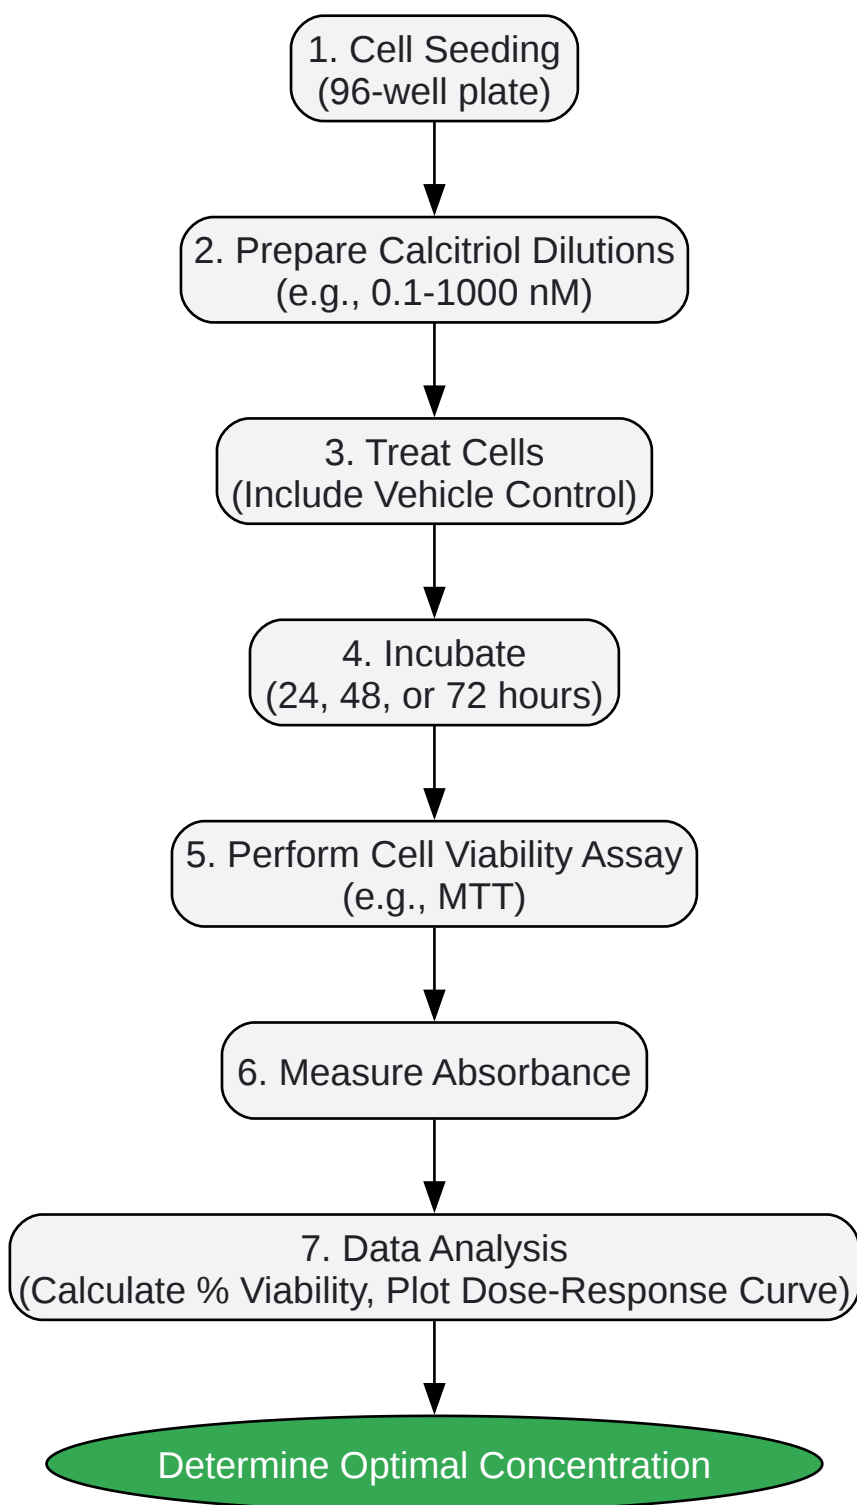 1. Cell Seeding
(96-well plate)
2. Prepare Calcitriol Dilutions
(e.g., 0.1-1000 nM)
3. Treat Cells
(Include Vehicle Control)
4. Incubate
(24, 48, or 72 hours)
5. Perform Cell Viability Assay
(e.g., MTT)
6. Measure Absorbance
7. Data Analysis
(Calculate % Viability, Plot Dose-Response Curve)
Determine Optimal Concentration